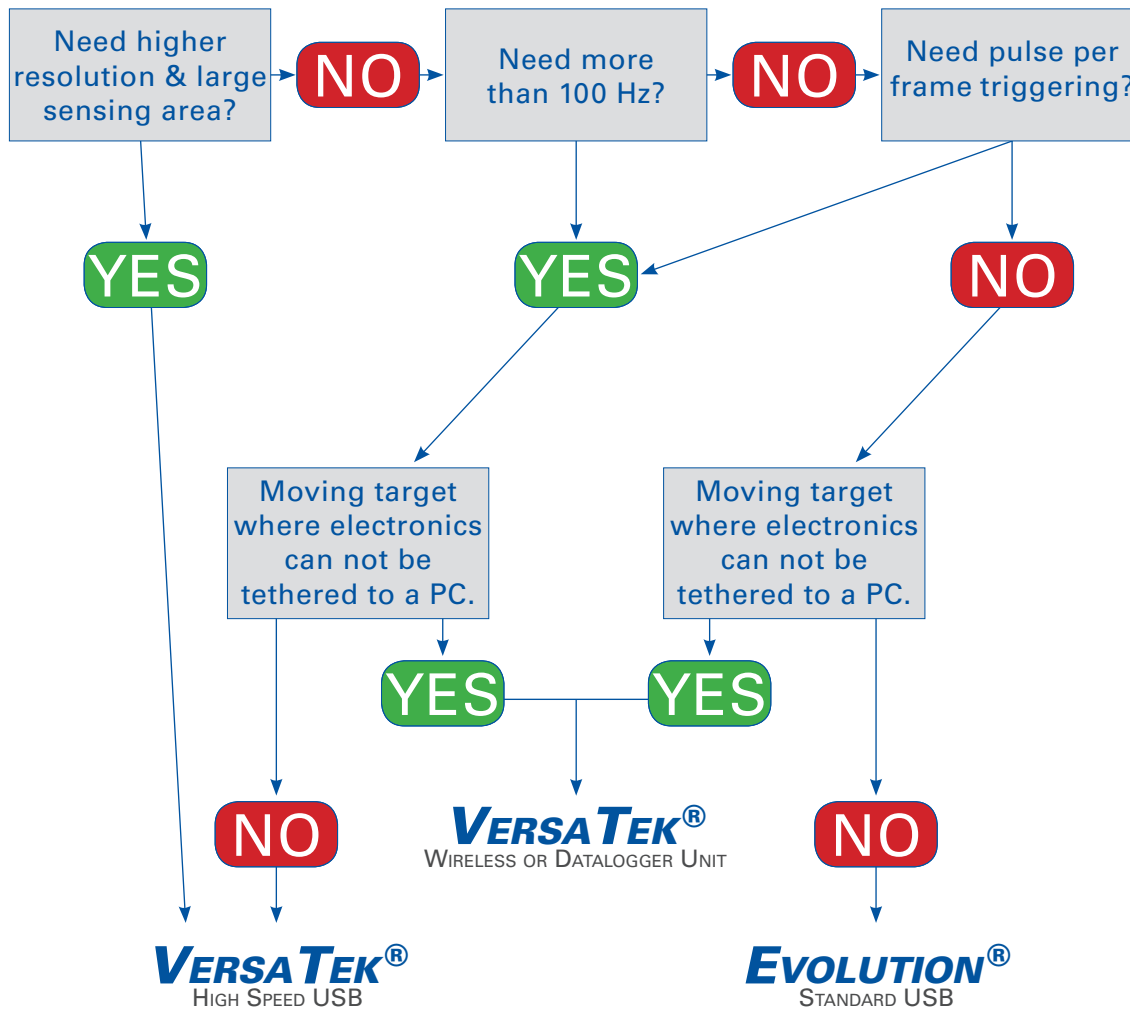 Need higher
resolution & large
sensing area?
NO
Need more
than 100 Hz?
NO
Need pulse per
frame triggering?
YES
YES
NO
Moving target
where electronics
can not be
tethered to a PC.
Moving target
where electronics
can not be
tethered to a PC.
YES
YES
NO
VERSATEK®
WIRELESS OR DATALOGGER UNIT
NO
VERSATEK®
HIGH SPEED USB
EVOLUTION®
STANDARD USB